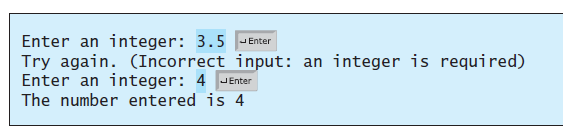 Enter an integer: 3.5 ↵Enter
Try again. (Incorrect input: an integer is required)
Enter an integer: 4 ↵Enter
The number entered is 4